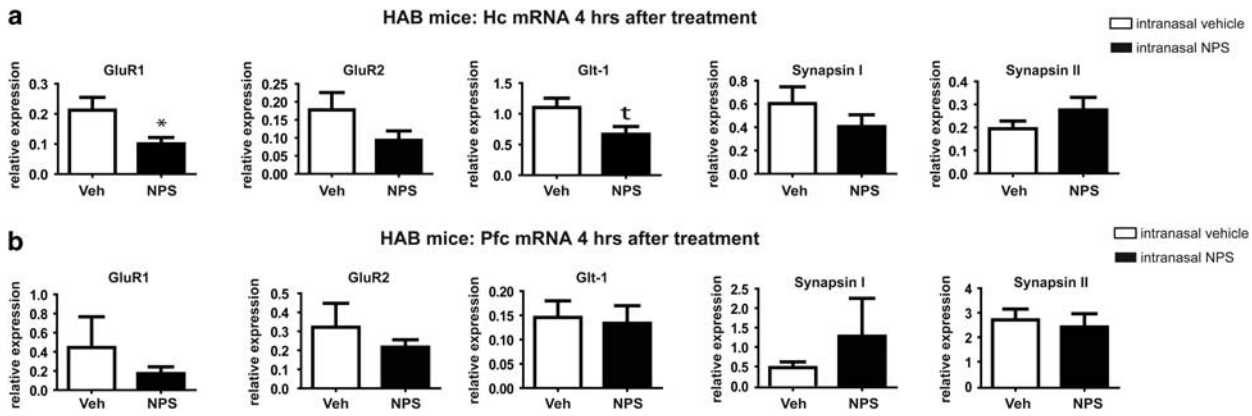 a
HAB mice: Hc mRNA 4 hrs after treatment
intranasal vehicle
intranasal NPS
GluR1
relative expression
0.3
0.2
0.1
0.0
*
Veh NPS
GluR2
relative expression
0.25
0.20
0.15
0.10
0.05
0.00
Veh NPS
Glt-1
relative expression
1.5
1.0
0.5
0.0
t
Veh NPS
Synapsin I
relative expression
0.8
0.6
0.4
0.2
0.0
Veh NPS
Synapsin II
relative expression
0.4
0.3
0.2
0.1
0.0
Veh NPS
b
HAB mice: Pfc mRNA 4 hrs after treatment
intranasal vehicle
intranasal NPS
GluR1
relative expression
1.0
0.8
0.6
0.4
0.2
0.0
Veh NPS
GluR2
relative expression
0.5
0.4
0.3
0.2
0.1
0.0
Veh NPS
Glt-1
relative expression
0.20
0.15
0.10
0.05
0.00
Veh NPS
Synapsin I
relative expression
2.5
2.0
1.5
1.0
0.5
0.0
Veh NPS
Synapsin II
relative expression
4
3
2
1
0
Veh NPS